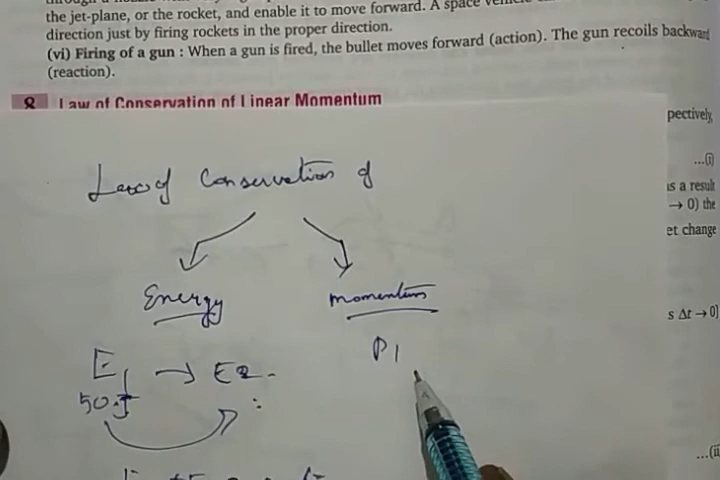 the jet-plane, or the rocket, and enable it to move forward. A space
direction just by firing rockets in the proper direction.
(vi) Firing of a gun : When a gun is fired, the bullet moves forward (action). The gun recoils backward
(reaction).
8 Law of Conservation of Linear Momentum
pectively,
...(i)
is a result
→ 0) the
et change
s Δt → 0]
...(ii
Law of Conservation of
Energy momentum
E1 → E2.
50 J
P1